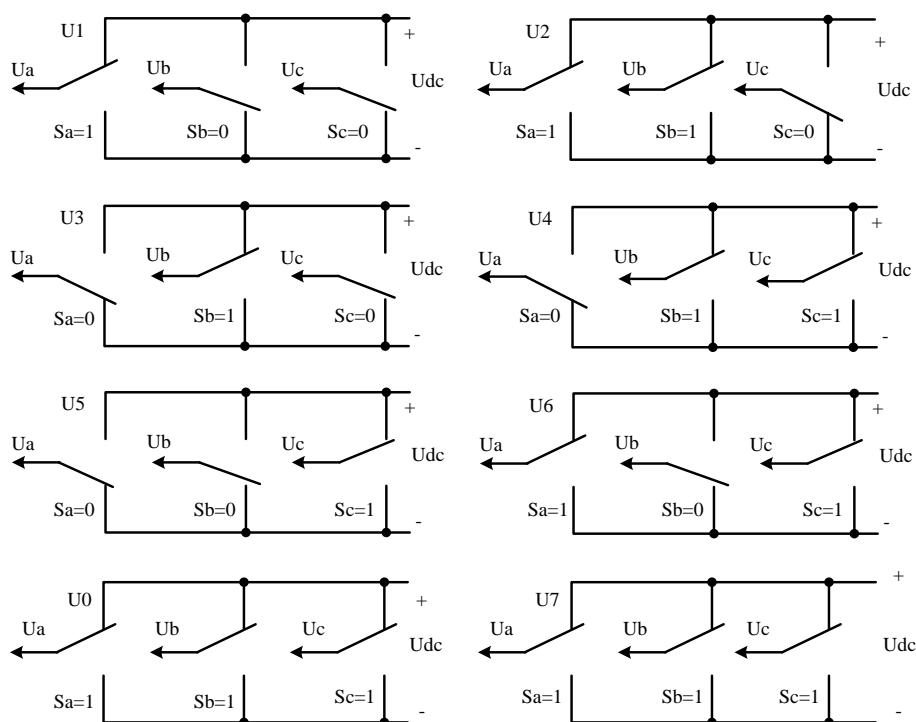 U1
+
Ua
Ub
Uc
Udc
Sa=1
Sb=0
Sc=0
-
U2
+
Ua
Ub
Uc
Udc
Sa=1
Sb=1
Sc=0
-
U3
+
Ua
Ub
Uc
Udc
Sa=0
Sb=1
Sc=0
-
U4
+
Ua
Ub
Uc
Udc
Sa=0
Sb=1
Sc=1
-
U5
+
Ua
Ub
Uc
Udc
Sa=0
Sb=0
Sc=1
-
U6
+
Ua
Ub
Uc
Udc
Sa=1
Sb=0
Sc=1
-
U0
+
Ua
Ub
Uc
Udc
Sa=1
Sb=1
Sc=1
-
U7
+
Ua
Ub
Uc
Udc
Sa=1
Sb=1
Sc=1
-